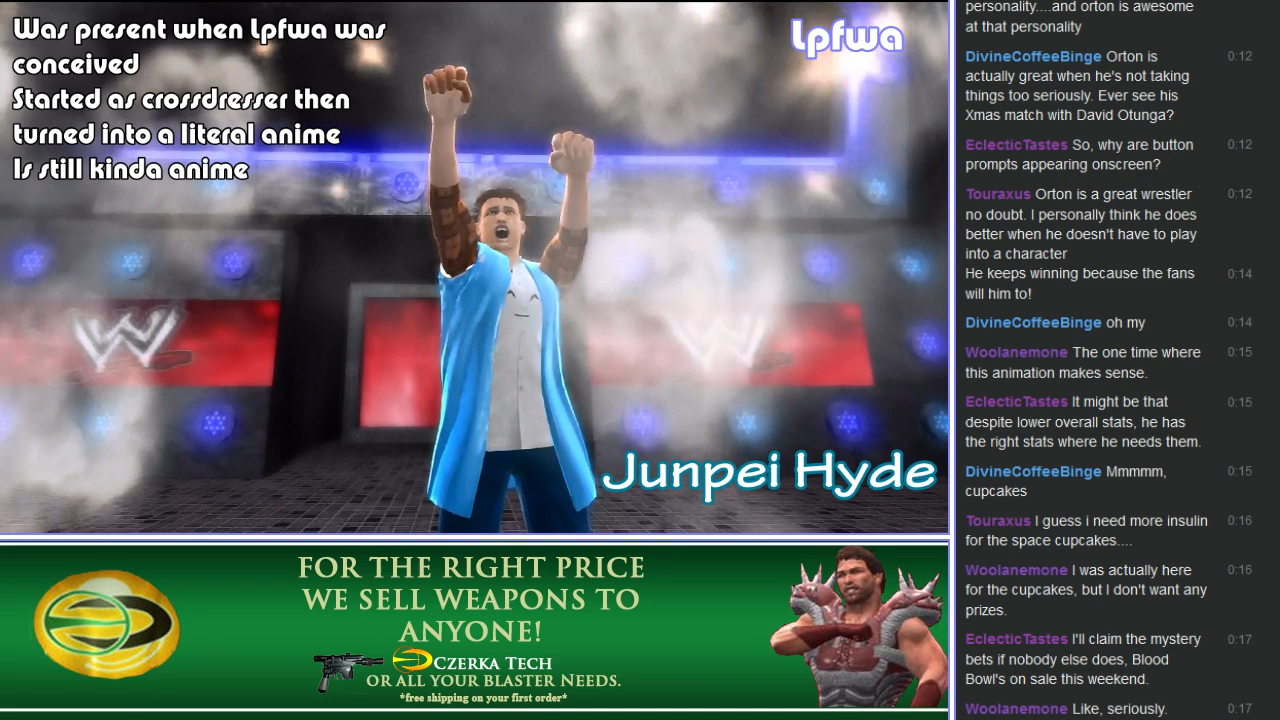 Was present when Lpfwa was
conceived
Started as crossdresser then
turned into a literal anime
Is still kinda anime
Lpfwa
W
W
Junpei Hyde
FOR THE RIGHT PRICE
WE SELL WEAPONS TO
ANYONE!
CZERKA TECH
OR ALL YOUR BLASTER NEEDS.
*free shipping on your first order*
personality....and orton is awesome
at that personality
DivineCoffeeBinge Orton is 0:12
actually great when he's not taking
things too seriously. Ever see his
Xmas match with David Otunga?
EclecticTastes So, why are button 0:12
prompts appearing onscreen?
Touraxus Orton is a great wrestler 0:12
no doubt. I personally think he does
better when he doesn't have to play
into a character
He keeps winning because the fans 0:14
will him to!
DivineCoffeeBinge oh my 0:14
Woolanemone The one time where 0:15
this animation makes sense.
EclecticTastes It might be that 0:15
despite lower overall stats, he has
the right stats where he needs them.
DivineCoffeeBinge Mmmmm, 0:15
cupcakes
Touraxus I guess i need more insulin 0:16
for the space cupcakes....
Woolanemone I was actually here 0:16
for the cupcakes, but I don't want any
prizes.
EclecticTastes I'll claim the mystery 0:17
bets if nobody else does, Blood
Bowl's on sale this weekend.
Woolanemone Like, seriously. 0:17